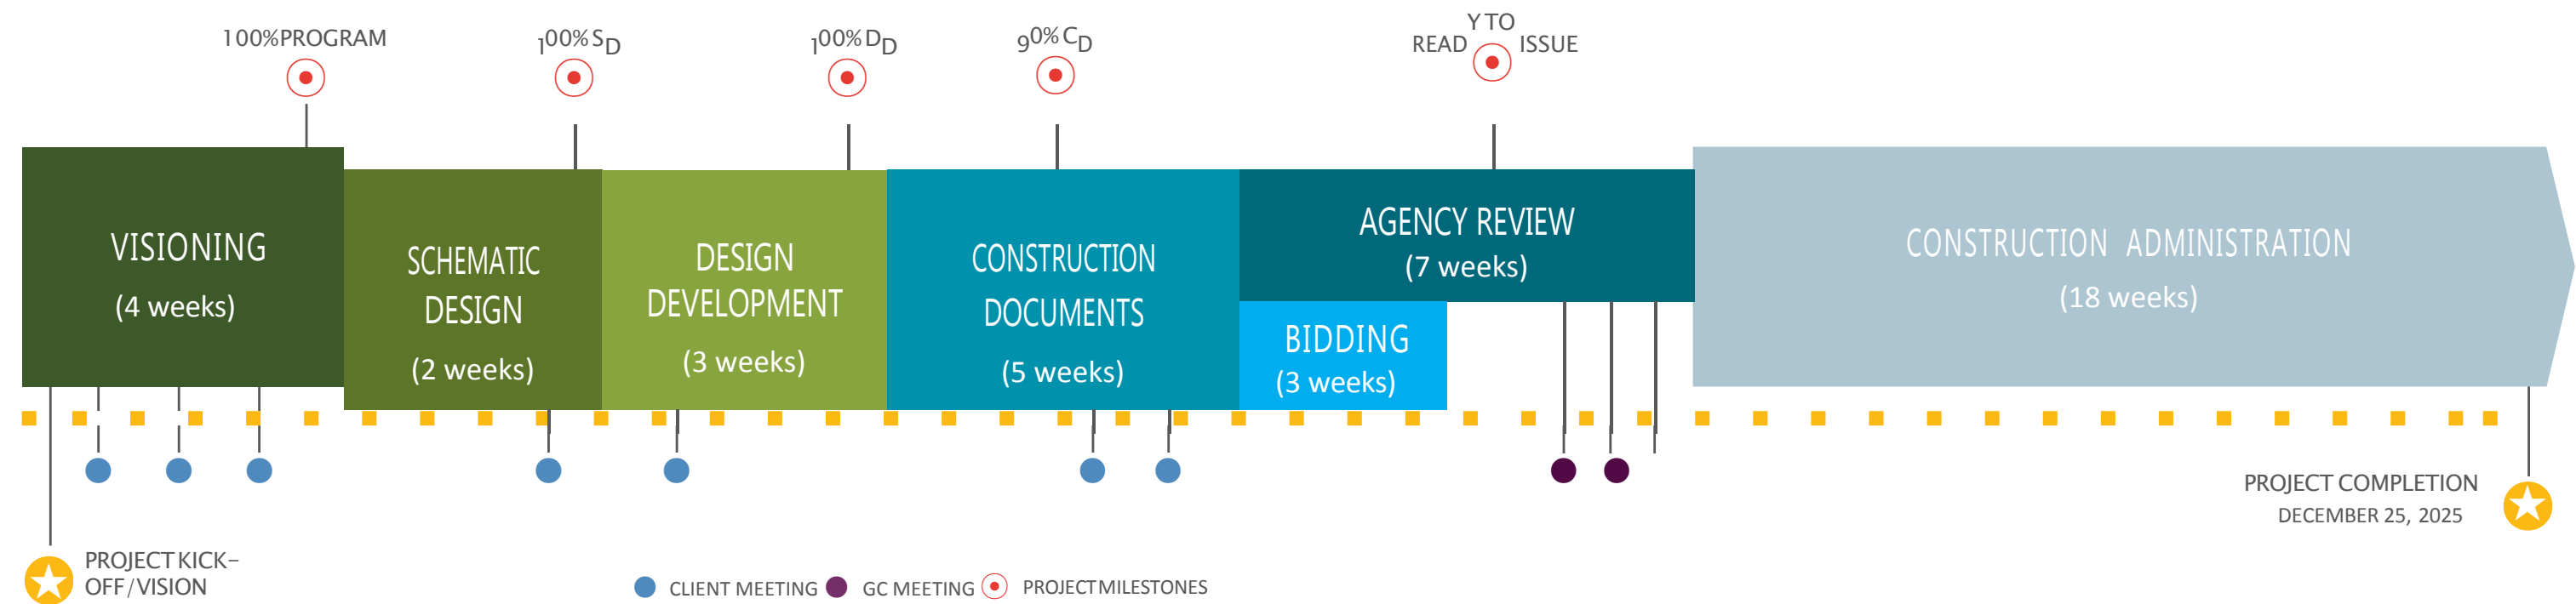 100%PROGRAM
100%SD
100%DD
90%CD
READY TO ISSUE
VISIONING
(4 weeks)
SCHEMATIC
DESIGN
(2 weeks)
DESIGN
DEVELOPMENT
(3 weeks)
CONSTRUCTION
DOCUMENTS
(5 weeks)
AGENCY REVIEW
(7 weeks)
BIDDING
(3 weeks)
CONSTRUCTION ADMINISTRATION
(18 weeks)
PROJECT COMPLETION
DECEMBER 25, 2025
PROJECT KICK-
OFF/VISION
CLIENT MEETING
GC MEETING
PROJECT MILESTONES